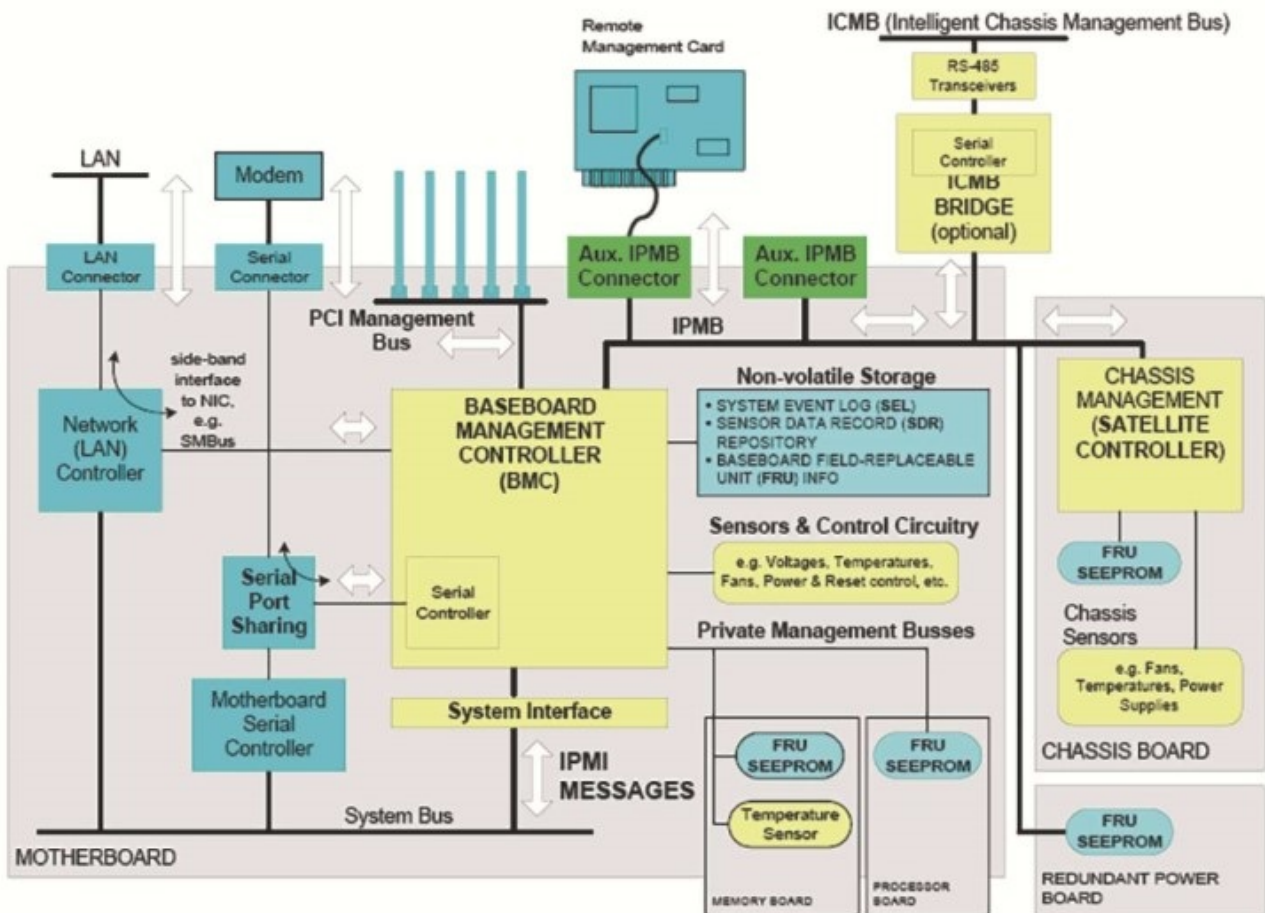 Remote
Management Card
ICMB (Intelligent Chassis Management Bus)
RS-485
Transceivers
Serial
Controller
ICMB
BRIDGE
(optional)
LAN
Modem
LAN
Connector
Serial
Connector
Aux. IPMB
Connector
Aux. IPMB
Connector
PCI Management
Bus
IPMB
side-band
interface
to NIC,
e.g.
SMBus
Network
(LAN)
Controller
BASEBOARD
MANAGEMENT
CONTROLLER
(BMC)
Non-volatile Storage
• SYSTEM EVENT LOG (SEL)
• SENSOR DATA RECORD (SDR)
REPOSITORY
• BASEBOARD FIELD-REPLACEABLE
UNIT (FRU) INFO
CHASSIS
MANAGEMENT
(SATELLITE
CONTROLLER)
Sensors & Control Circuitry
e.g. Voltages, Temperatures,
Fans, Power & Reset control, etc.
FRU
SEEPROM
Serial
Port
Sharing
Serial
Controller
Private Management Busses
Chassis
Sensors
e.g. Fans,
Temperatures, Power
Supplies
Motherboard
Serial
Controller
System Interface
CHASSIS BOARD
IPMI
MESSAGES
FRU
SEEPROM
FRU
SEEPROM
Temperature
Sensor
System Bus
MOTHERBOARD
MEMORY BOARD
PROCESSOR
BOARD
FRU
SEEPROM
REDUNDANT POWER
BOARD